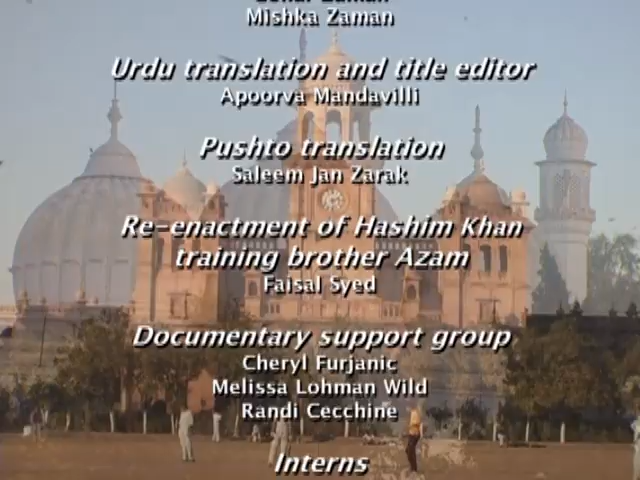 Mishka Zaman
Urdu translation and title editor
Apoorva Mandavilli
Pushto translation
Saleem Jan Zarak
Re-enactment of Hashim Khan
training brother Azam
Faisal Syed
Documentary support group
Cheryl Furjanic
Melissa Lohman Wild
Randi Cecchine
Interns